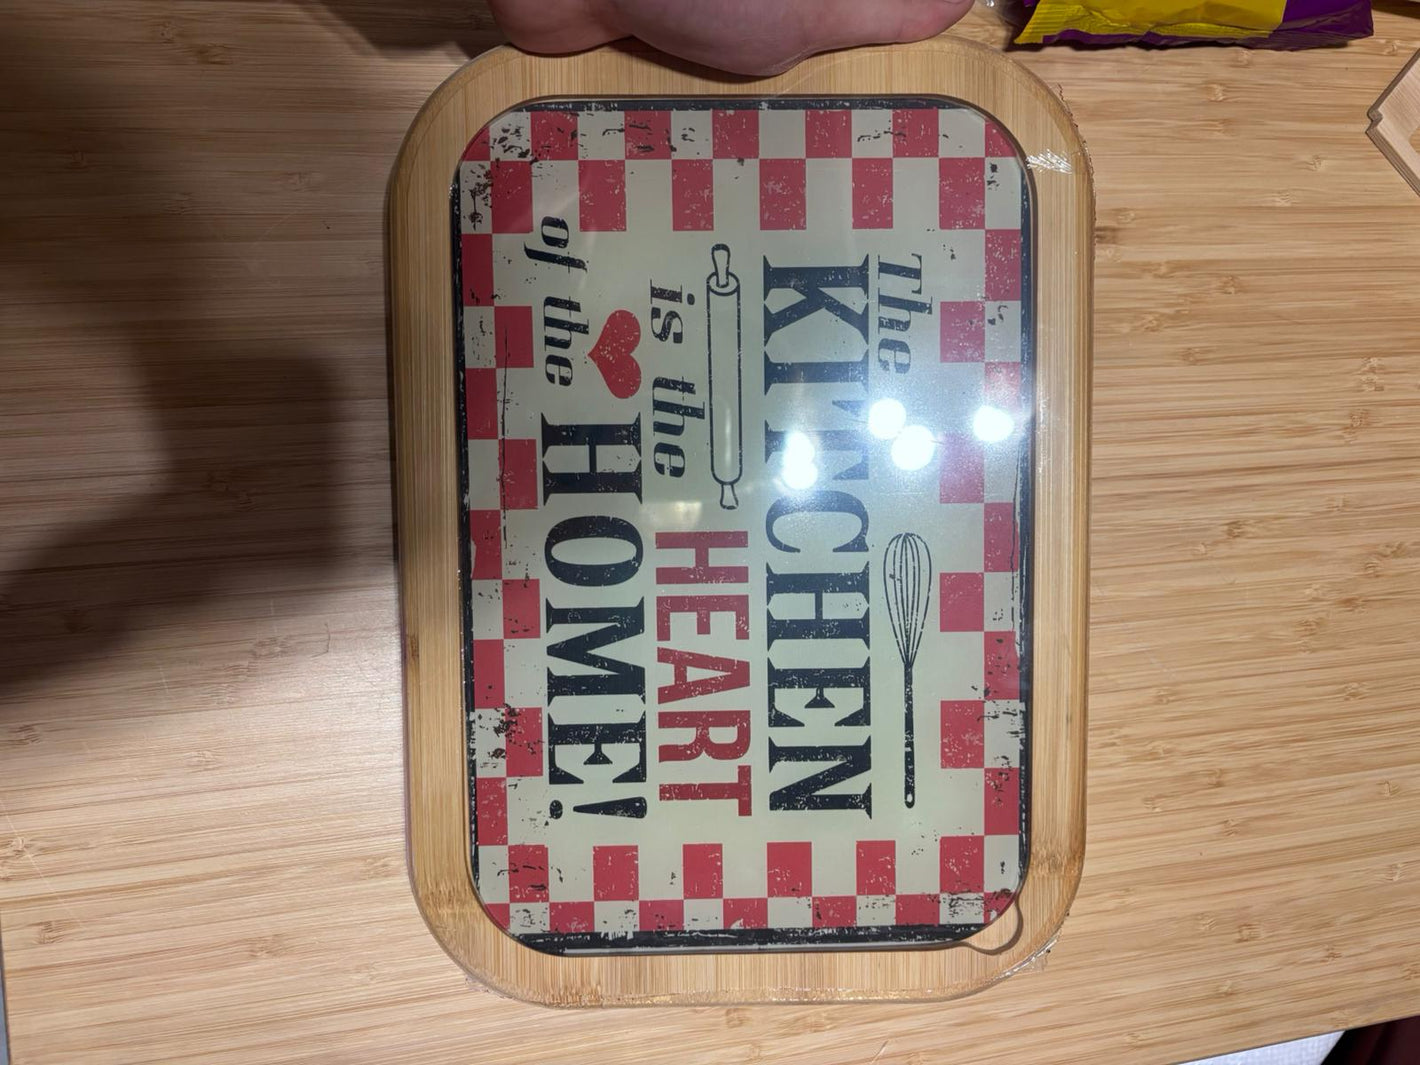 The
KITCHEN
is the HEART
of the HOME!